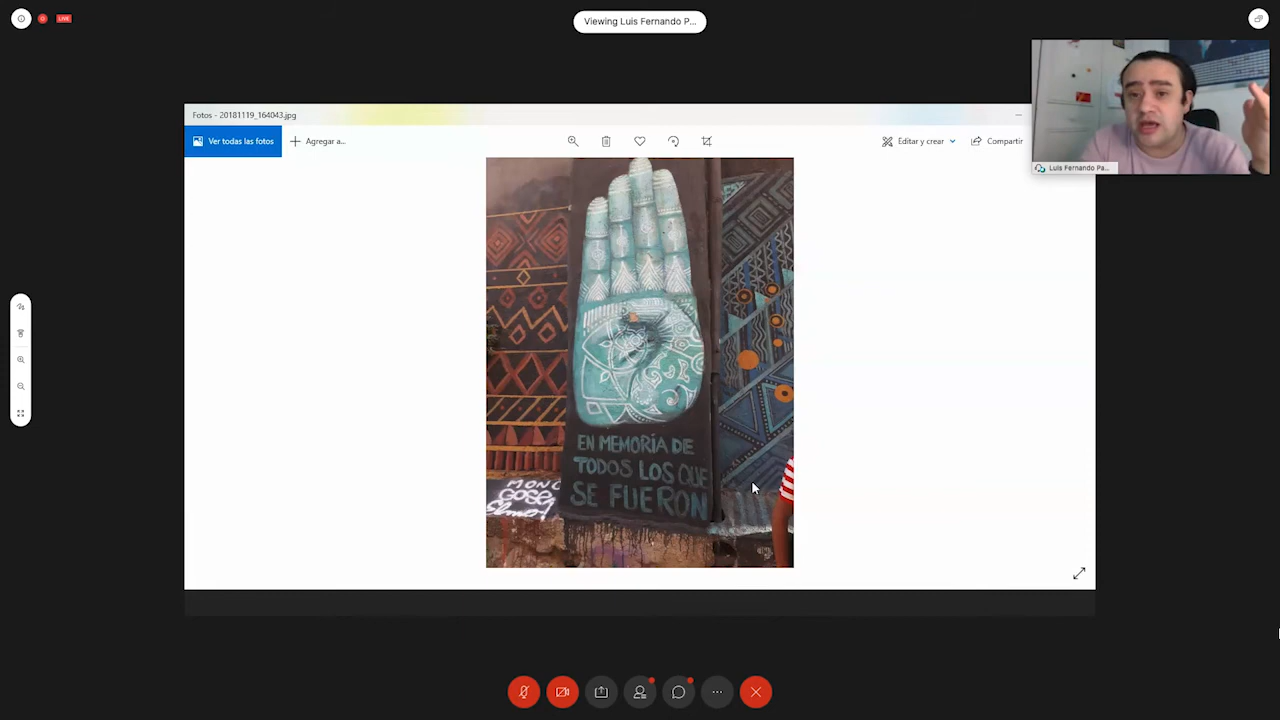 LIVE
Viewing Luis Fernando P...
Fotos - 20181119_164043.jpg
Ver todas las fotos
Agregar a...
Editar y crear
Compartir
Luis Fernando Pa...
EN MEMORIA DE
TODOS LOS QUE
SE FUERON